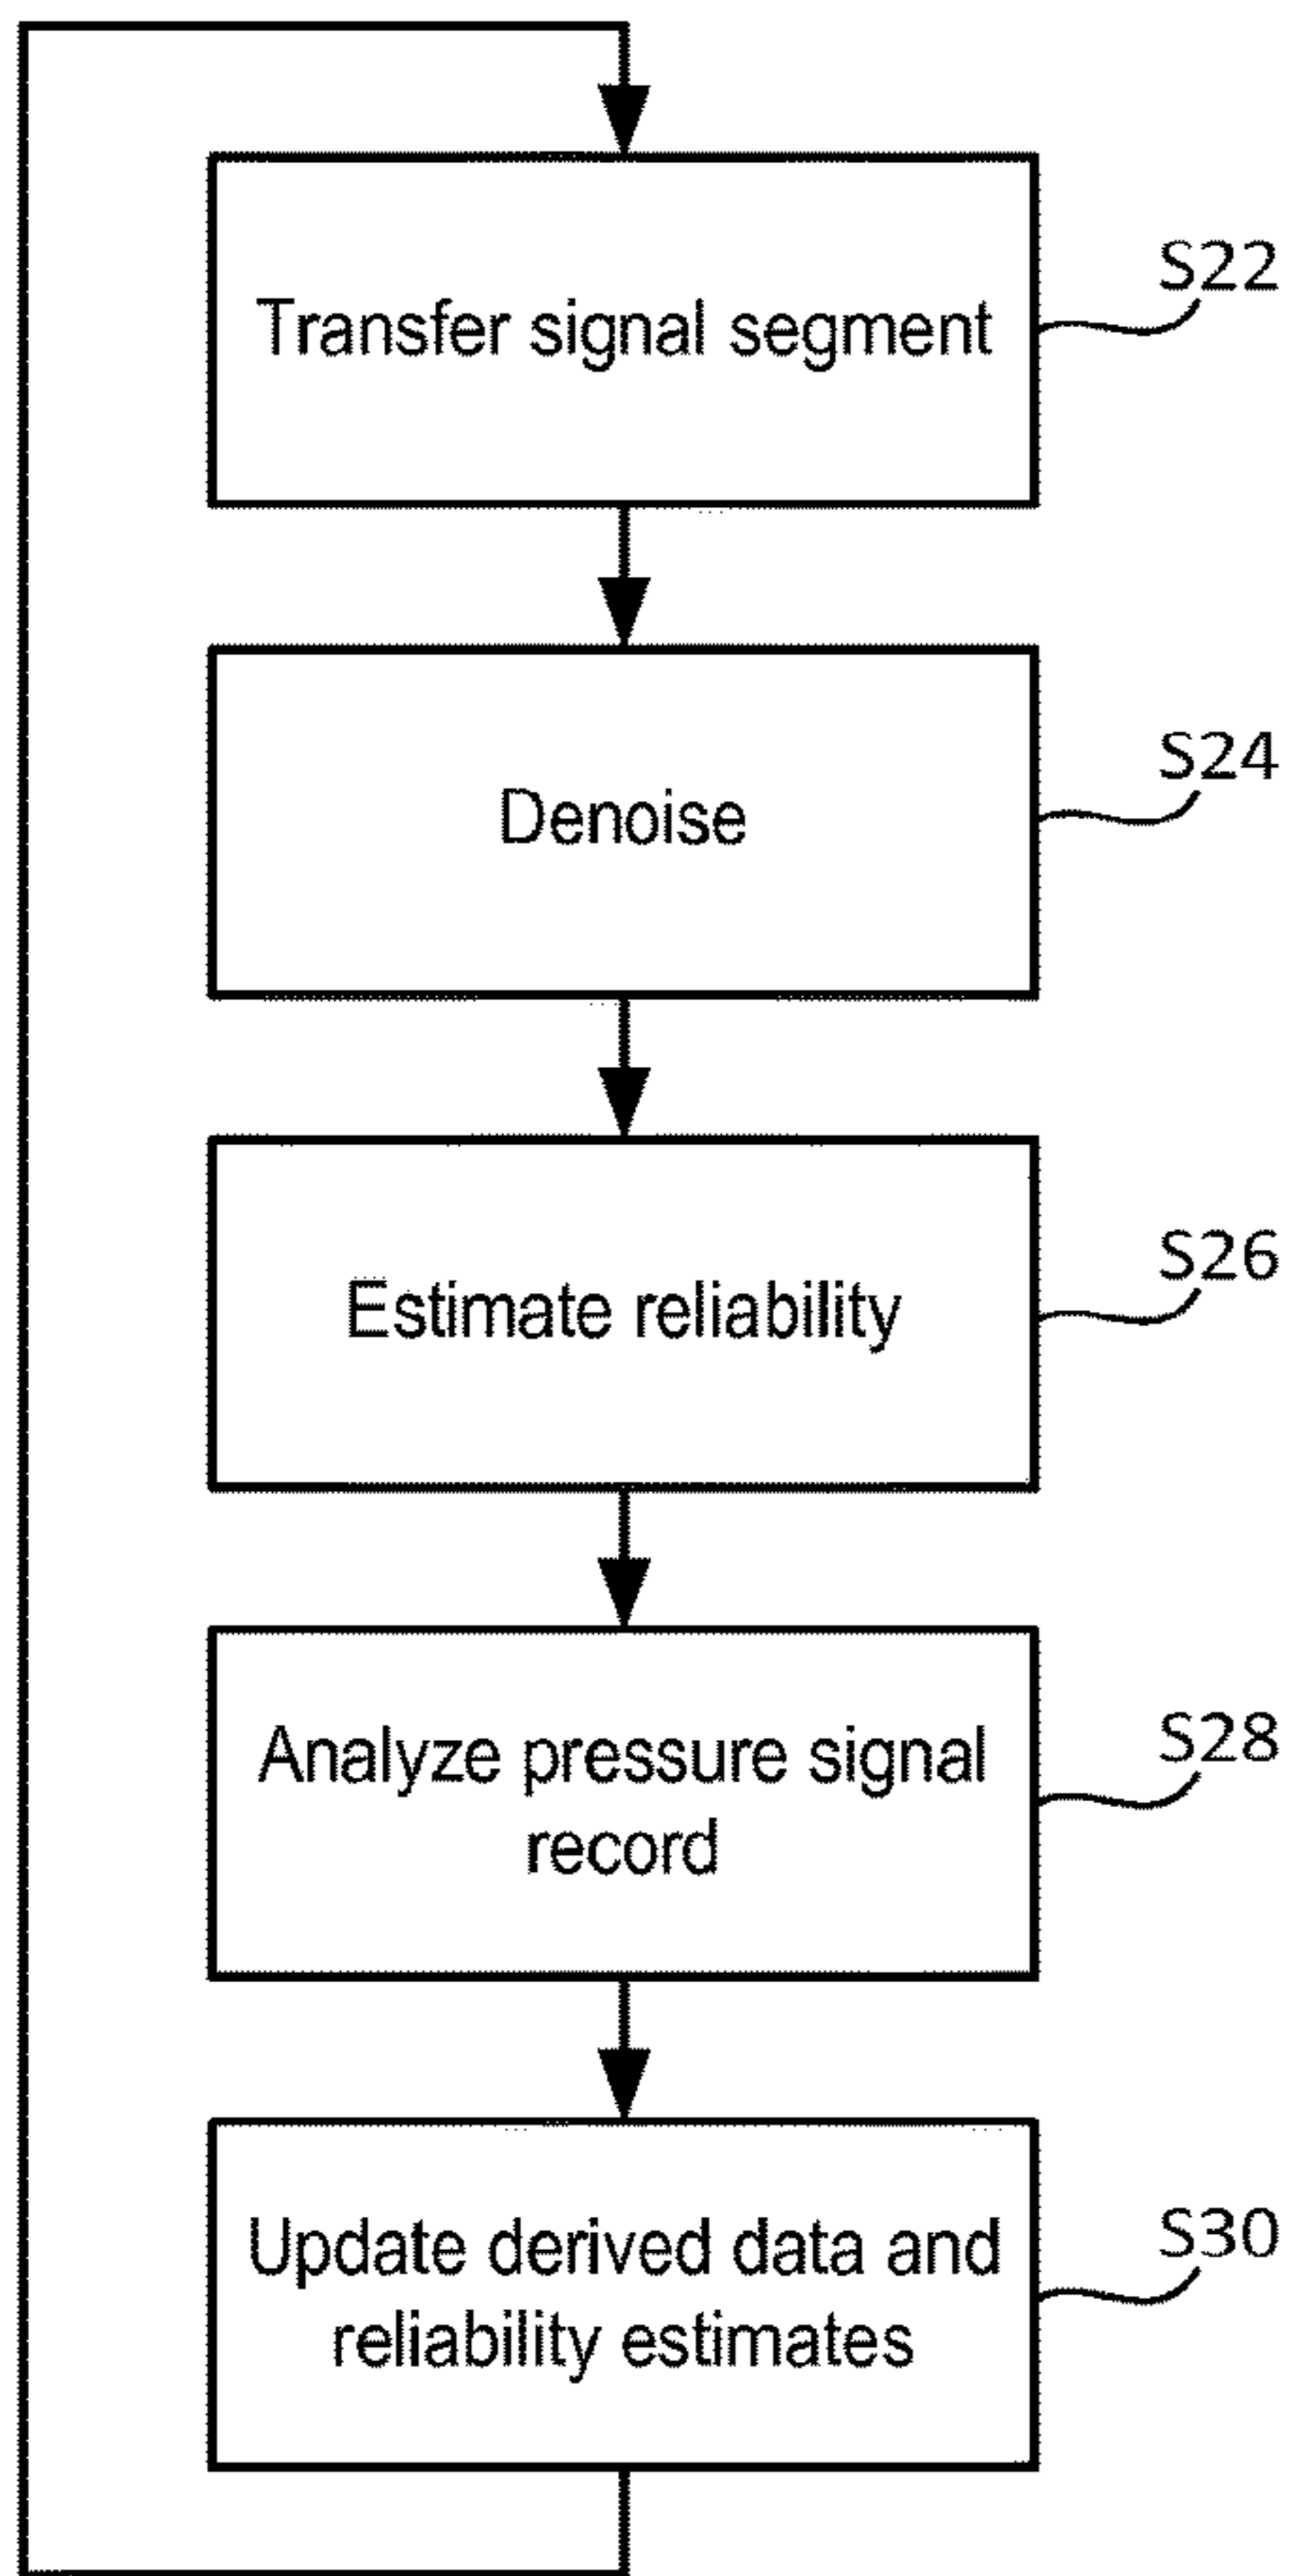 Transfer signal segment
S22
Denoise
S24
Estimate reliability
S26
Analyze pressure signal
record
S28
Update derived data and
reliability estimates
S30